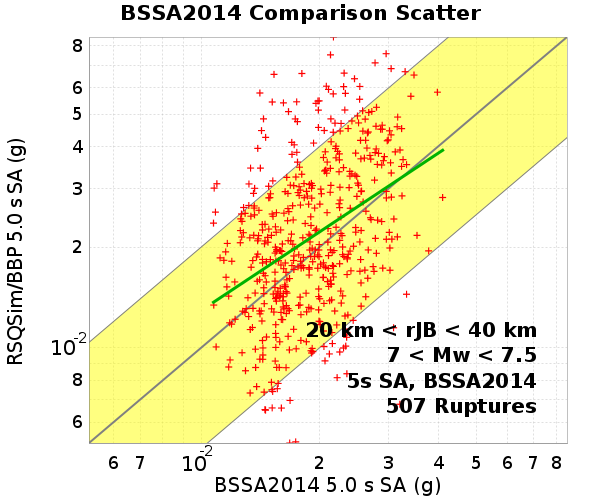 BSSA2014 Comparison Scatter
RSQSim/BBP 5.0 s SA (g)
8
6
5
4
3
2
10-2
8
6
20 km < rJB < 40 km
7 < Mw < 7.5
5s SA, BSSA2014
507 Ruptures
6 7 10-2 2 3 4 5 6 7 8
BSSA2014 5.0 s SA (g)